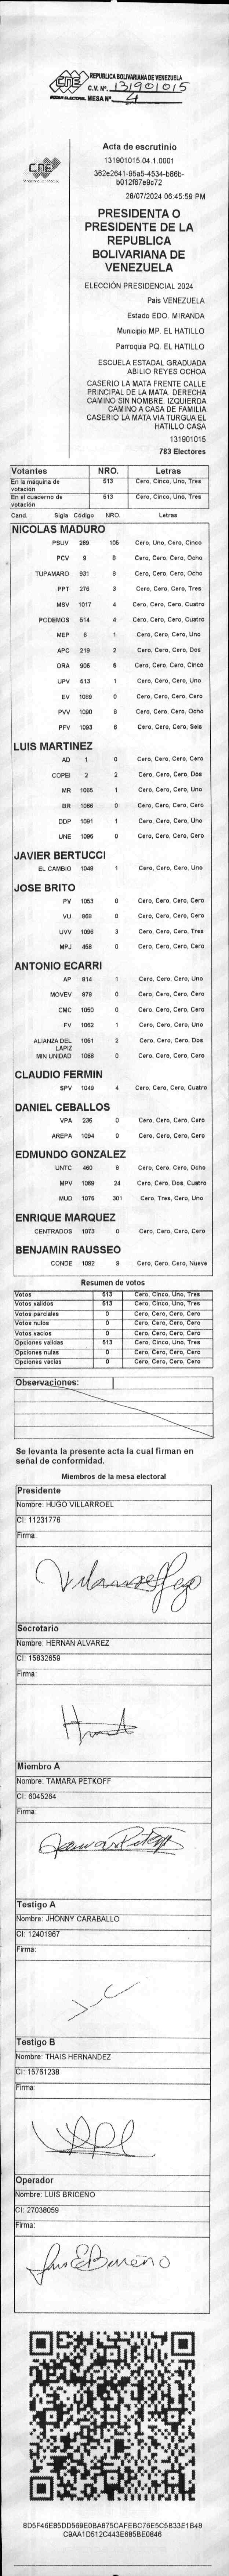 CNE
REPUBLICA BOLIVARIANA DE VENEZUELA
C.V. Nº. 131901015
MESA Nº. 4
CNE
Acta de escrutinio
131901015.04.1.0001
362e2641-95a5-4534-b86b-
b012f67e9c72
28/07/2024 06:45:59 PM
PRESIDENTA O
PRESIDENTE DE LA
REPUBLICA
BOLIVARIANA DE
VENEZUELA
ELECCIÓN PRESIDENCIAL 2024
Pais VENEZUELA
Estado EDO. MIRANDA
Municipio MP. EL HATILLO
Parroquia PQ. EL HATILLO
ESCUELA ESTADAL GRADUADA
ABILIO REYES OCHOA
CASERIO LA MATA FRENTE CALLE
PRINCIPAL DE LA MATA. DERECHA
CAMINO SIN NOMBRE. IZQUIERDA
CAMINO A CASA DE FAMILIA
CASERIO LA MATA VIA TURGUA EL
HATILLO CASA
131901015
783 Electores
Votantes NRO. Letras
En la máquina de votación 513 Cero, Cinco, Uno, Tres
En el cuaderno de votación 513 Cero, Cinco, Uno, Tres
Cand. Sigla Código NRO. Letras
NICOLAS MADURO
PSUV 269 105 Cero, Uno, Cero, Cinco
PCV 9 8 Cero, Cero, Cero, Ocho
TUPAMARO 931 8 Cero, Cero, Cero, Ocho
PPT 276 3 Cero, Cero, Cero, Tres
MSV 1017 4 Cero, Cero, Cero, Cuatro
PODEMOS 514 4 Cero, Cero, Cero, Cuatro
MEP 6 1 Cero, Cero, Cero, Uno
APC 219 2 Cero, Cero, Cero, Dos
ORA 906 5 Cero, Cero, Cero, Cinco
UPV 513 1 Cero, Cero, Cero, Uno
EV 1089 0 Cero, Cero, Cero, Cero
PVV 1090 8 Cero, Cero, Cero, Ocho
PFV 1093 6 Cero, Cero, Cero, Seis
LUIS MARTINEZ
AD 1 0 Cero, Cero, Cero, Cero
COPEI 2 2 Cero, Cero, Cero, Dos
MR 1065 1 Cero, Cero, Cero, Uno
BR 1066 0 Cero, Cero, Cero, Cero
DDP 1091 1 Cero, Cero, Cero, Uno
UNE 1095 0 Cero, Cero, Cero, Cero
JAVIER BERTUCCI
EL CAMBIO 1048 1 Cero, Cero, Cero, Uno
JOSE BRITO
PV 1053 0 Cero, Cero, Cero, Cero
VU 868 0 Cero, Cero, Cero, Cero
UVV 1096 3 Cero, Cero, Cero, Tres
MPJ 458 0 Cero, Cero, Cero, Cero
ANTONIO ECARRI
AP 814 1 Cero, Cero, Cero, Uno
MOVEV 878 0 Cero, Cero, Cero, Cero
CMC 1050 0 Cero, Cero, Cero, Cero
FV 1052 1 Cero, Cero, Cero, Uno
ALIANZA DEL LAPIZ 1051 2 Cero, Cero, Cero, Dos
MIN UNIDAD 1068 0 Cero, Cero, Cero, Cero
CLAUDIO FERMIN
SPV 1049 4 Cero, Cero, Cero, Cuatro
DANIEL CEBALLOS
VPA 236 0 Cero, Cero, Cero, Cero
AREPA 1094 0 Cero, Cero, Cero, Cero
EDMUNDO GONZALEZ
UNTC 460 8 Cero, Cero, Cero, Ocho
MPV 1069 24 Cero, Cero, Dos, Cuatro
MUD 1075 301 Cero, Tres, Cero, Uno
ENRIQUE MARQUEZ
CENTRADOS 1073 0 Cero, Cero, Cero, Cero
BENJAMIN RAUSSEO
CONDE 1092 9 Cero, Cero, Cero, Nueve
Resumen de votos
Votos 513 Cero, Cinco, Uno, Tres
Votos validos 513 Cero, Cinco, Uno, Tres
Votos parciales 0 Cero, Cero, Cero, Cero
Votos nulos 0 Cero, Cero, Cero, Cero
Votos vacios 0 Cero, Cero, Cero, Cero
Opciones validas 513 Cero, Cinco, Uno, Tres
Opciones nulas 0 Cero, Cero, Cero, Cero
Opciones vacias 0 Cero, Cero, Cero, Cero
Observaciones:
Se levanta la presente acta la cual firman en
señal de conformidad.
Miembros de la mesa electoral
Presidente
Nombre: HUGO VILLARROEL
CI: 11231776
Firma:
Secretario
Nombre: HERNAN ALVAREZ
CI: 15832659
Firma:
Miembro A
Nombre: TAMARA PETKOFF
CI: 6045264
Firma:
Testigo A
Nombre: JHONNY CARABALLO
CI: 12401967
Firma:
Testigo B
Nombre: THAIS HERNANDEZ
CI: 15761238
Firma:
Operador
Nombre: LUIS BRICEÑO
CI: 27038059
Firma:
6D5F46E85DD569E0BA875CAFEBC76E5C5B33E1B48
C9AA1D512C443E685BE0846